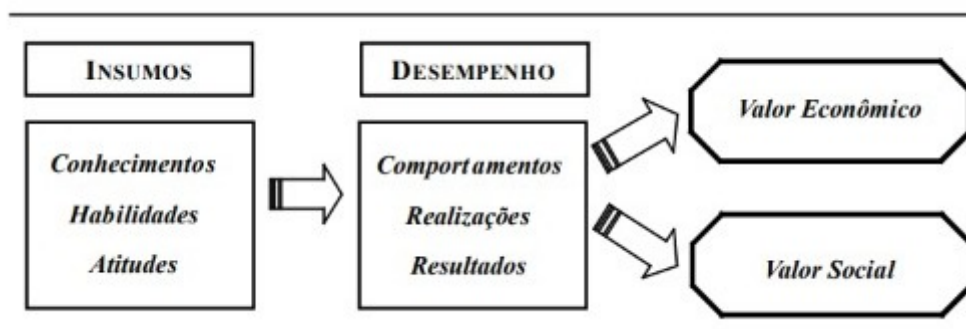 INSUMOS
Conhecimentos
Habilidades
Atitudes
DESEMPENHO
Comportamentos
Realizações
Resultados
Valor Econômico
Valor Social